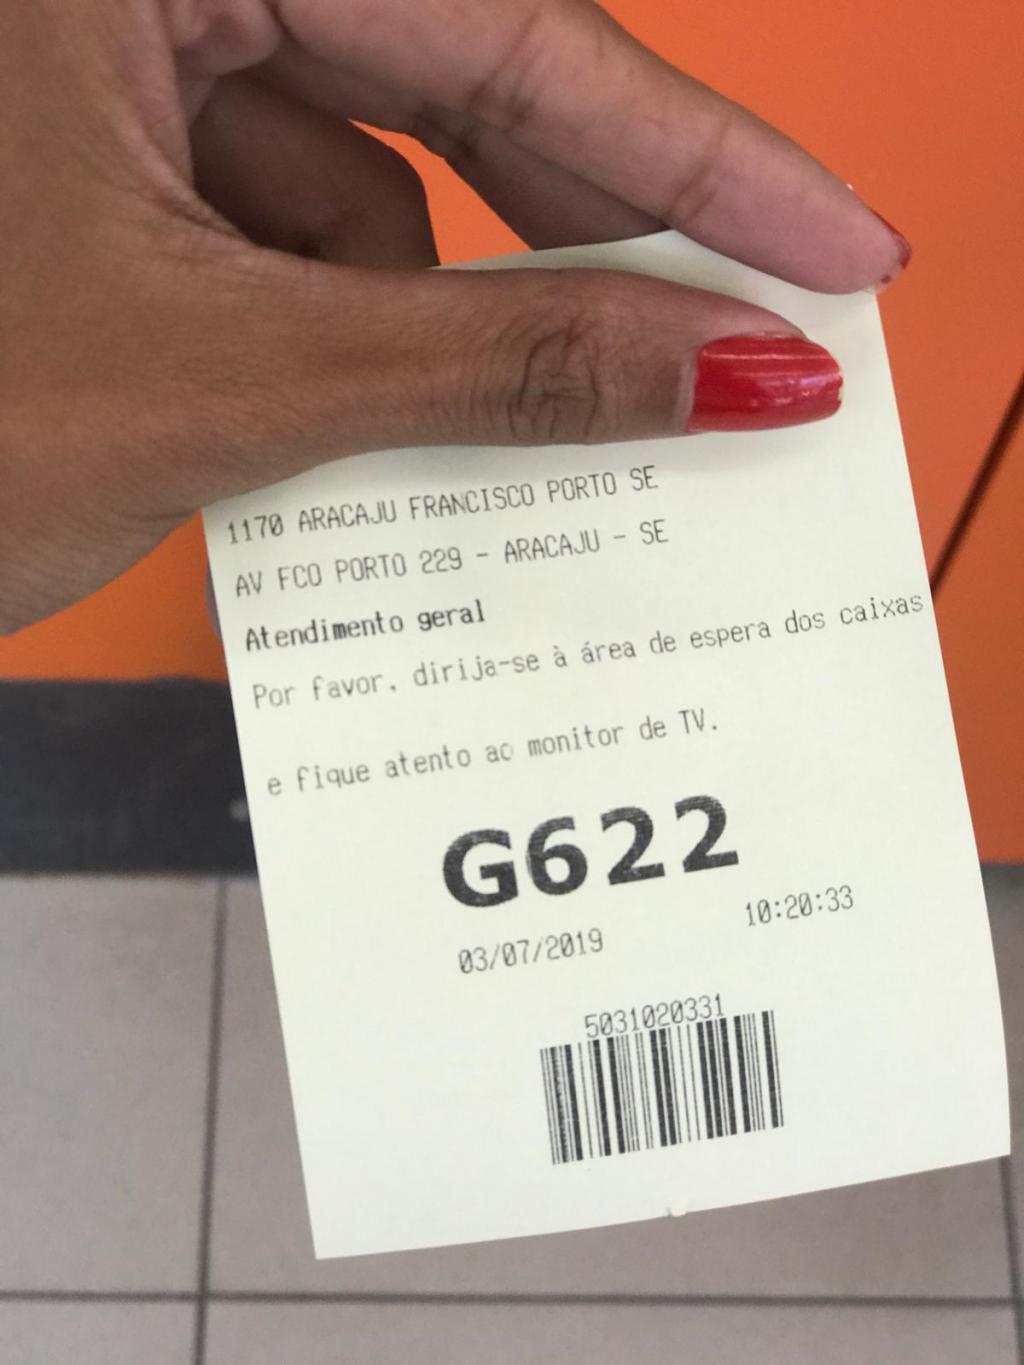 1170 ARACAJU FRANCISCO PORTO SE
AV FCO PORTO 229 - ARACAJU - SE
Atendimento geral
Por favor, dirija-se à área de espera dos caixas
e fique atento ao monitor de TV.
G622
03/07/2019 10:20:33
5031020331